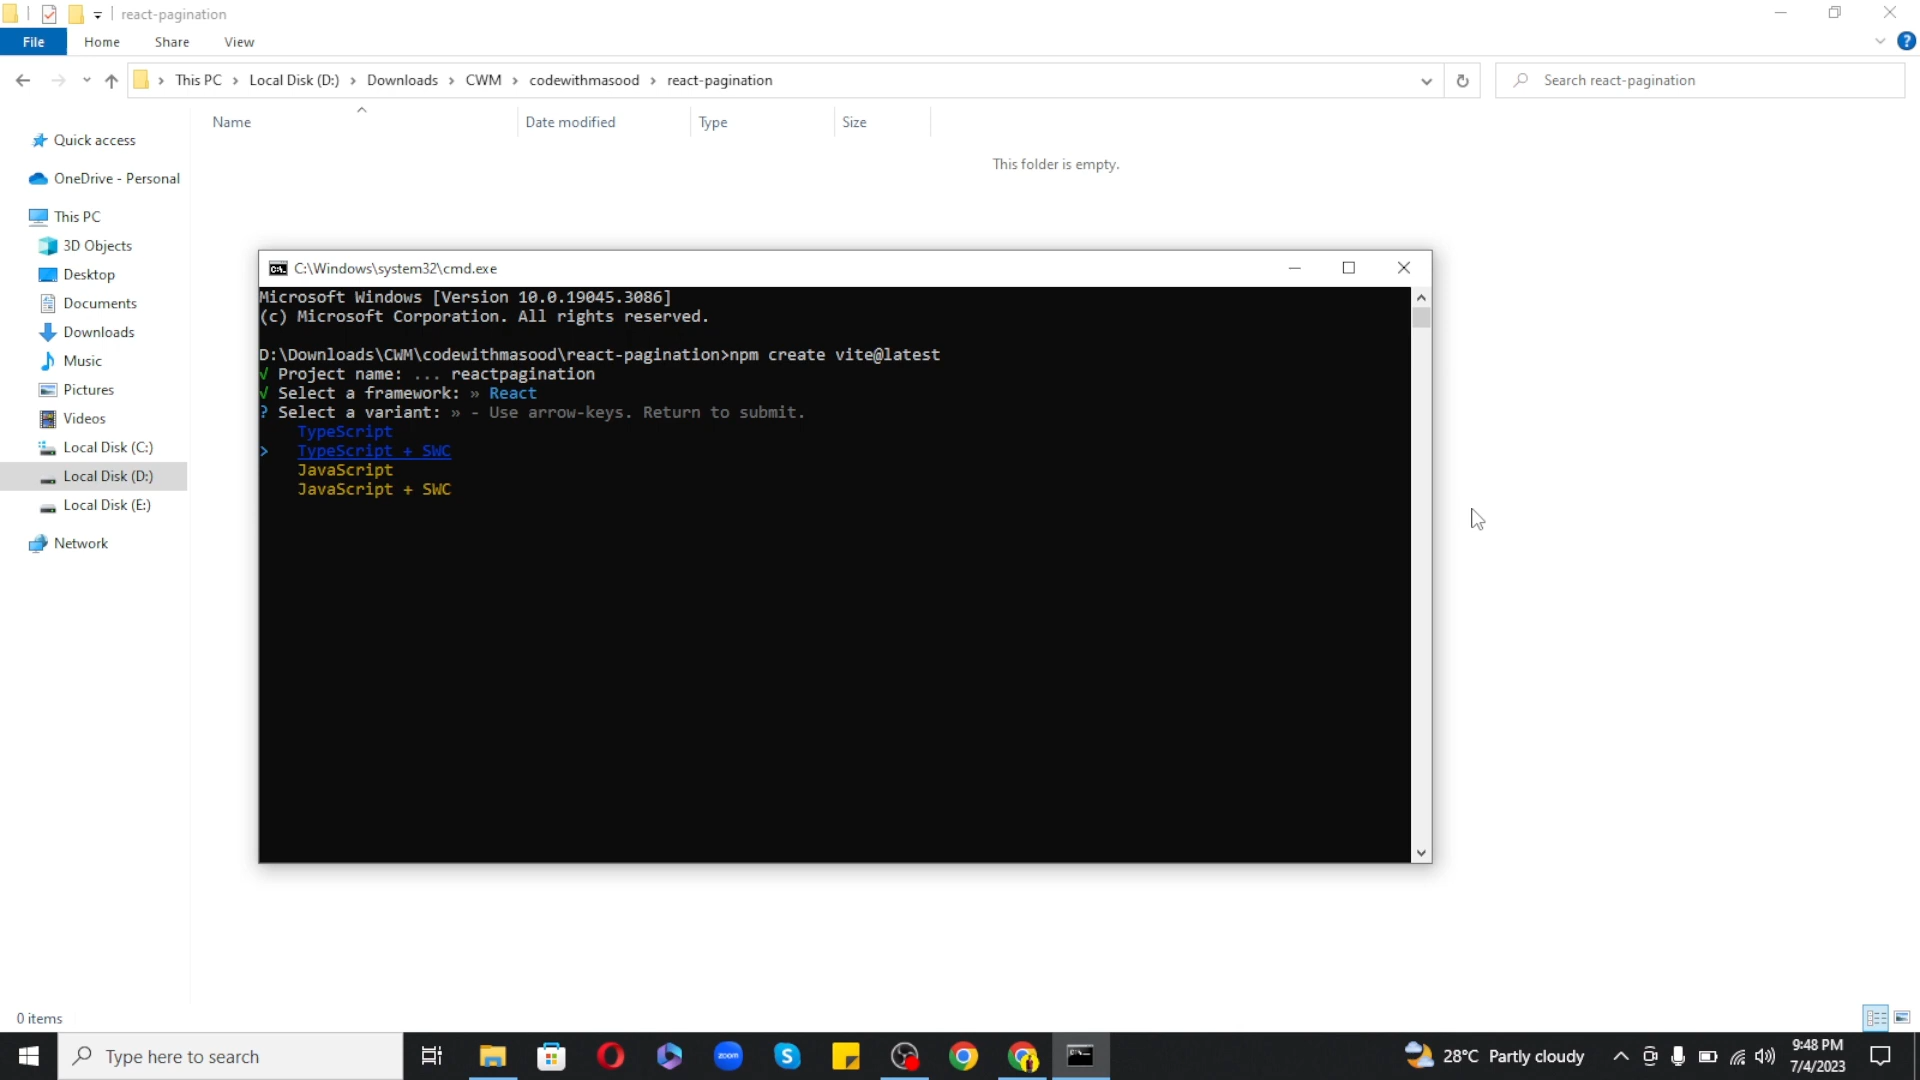 react-pagination
File Home Share View
This PC › Local Disk (D:) › Downloads › CWM › codewithmasood › react-pagination
Search react-pagination
Name Date modified Type Size
This folder is empty.
Quick access
OneDrive - Personal
This PC
3D Objects
Desktop
Documents
Downloads
Music
Pictures
Videos
Local Disk (C:)
Local Disk (D:)
Local Disk (E:)
Network
C:\Windows\system32\cmd.exe
Microsoft Windows [Version 10.0.19045.3086]
(c) Microsoft Corporation. All rights reserved.
D:\Downloads\CWM\codewithmasood\react-pagination>npm create vite@latest
√ Project name: ... reactpagination
√ Select a framework: » React
? Select a variant: » - Use arrow-keys. Return to submit.
TypeScript
> TypeScript + SWC
JavaScript
JavaScript + SWC
0 items
Type here to search
zoom
28°C Partly cloudy
9:48 PM
7/4/2023